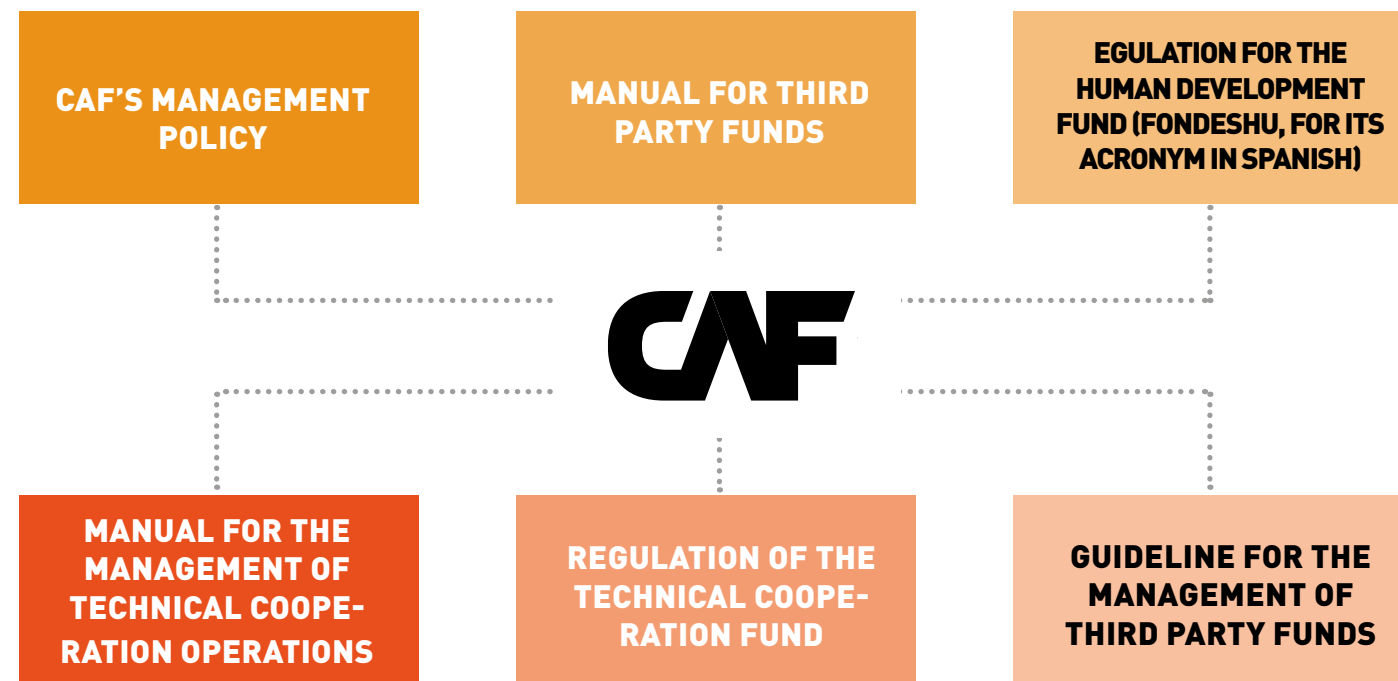 CAF'S MANAGEMENT
POLICY
MANUAL FOR THIRD
PARTY FUNDS
EGULATION FOR THE
HUMAN DEVELOPMENT
FUND (FONDESHU, FOR ITS
ACRONYM IN SPANISH)
CAF
MANUAL FOR THE
MANAGEMENT OF
TECHNICAL COOPE-
RATION OPERATIONS
REGULATION OF THE
TECHNICAL COOPE-
RATION FUND
GUIDELINE FOR THE
MANAGEMENT OF
THIRD PARTY FUNDS